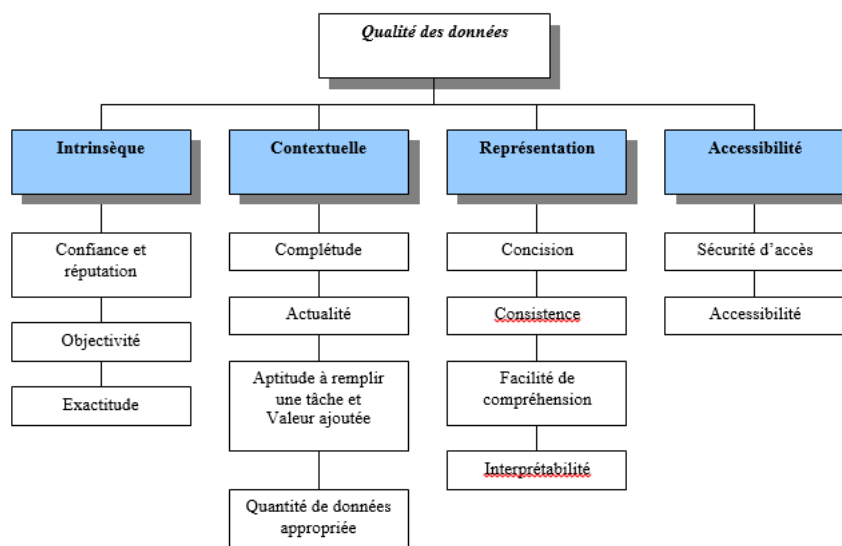 Qualité des données
Intrinsèque
Confiance et
réputation
Objectivité
Exactitude
Contextuelle
Complétude
Actualité
Aptitude à remplir
une tâche et
Valeur ajoutée
Quantité de données
appropriée
Représentation
Concision
Consistence
Facilité de
compréhension
Interprétabilité
Accessibilité
Sécurité d’accès
Accessibilité